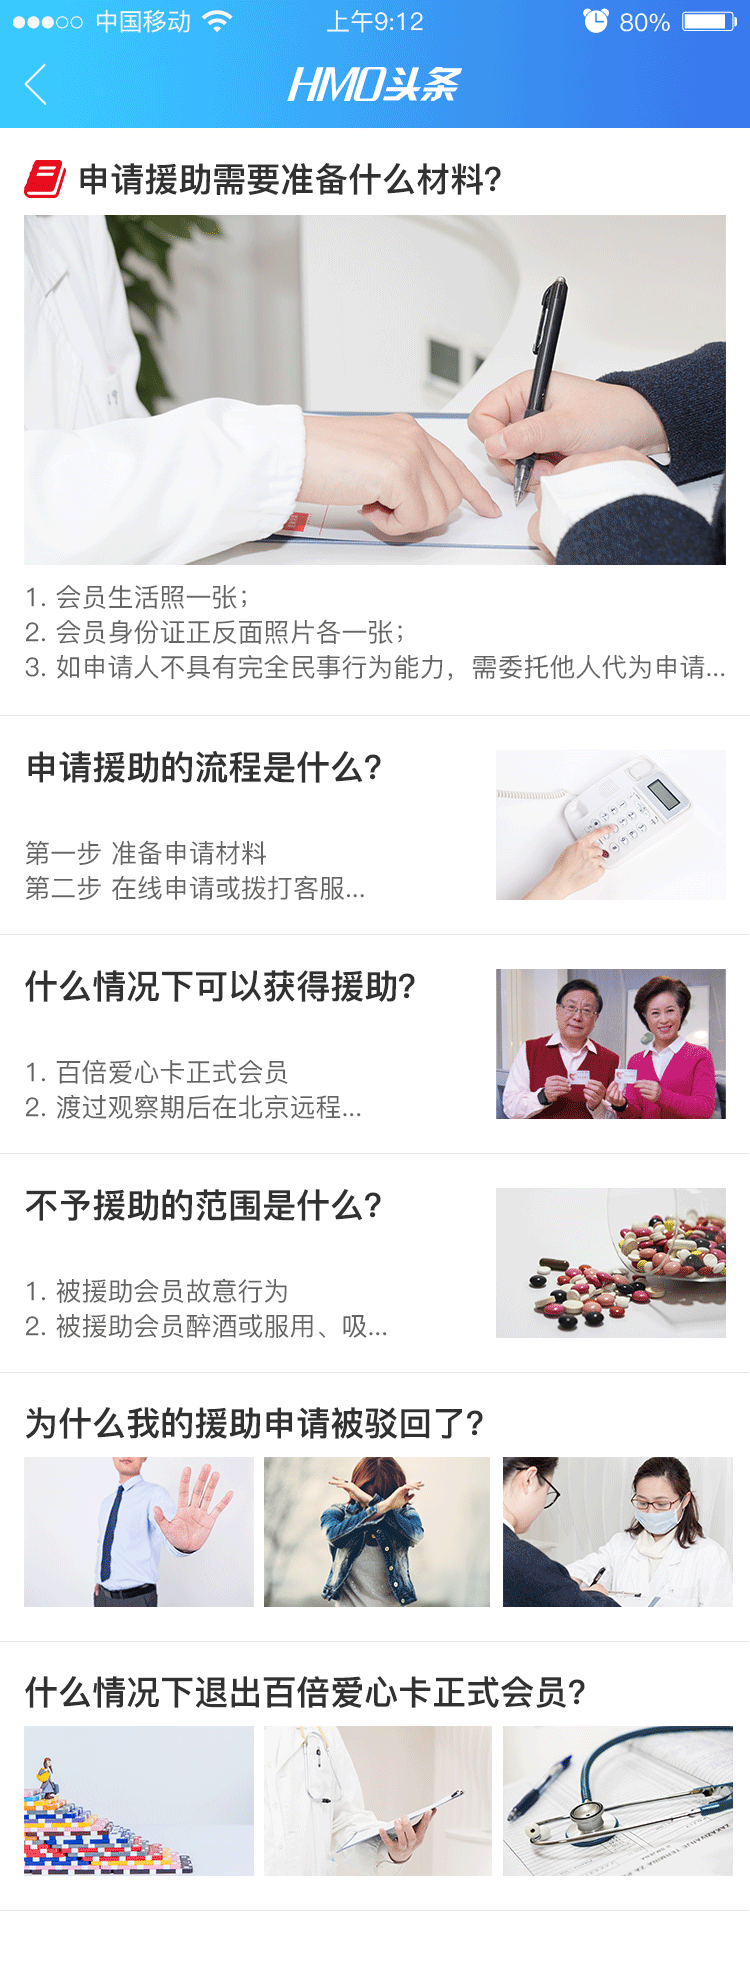 中国移动 上午9:12 80%
HMO头条
申请援助需要准备什么材料?
1. 会员生活照一张;
2. 会员身份证正反面照片各一张;
3. 如申请人不具有完全民事行为能力，需委托他人代为申请...
申请援助的流程是什么?
第一步 准备申请材料
第二步 在线申请或拨打客服...
什么情况下可以获得援助?
1. 百倍爱心卡正式会员
2. 渡过观察期后在北京远程...
不予援助的范围是什么?
1. 被援助会员故意行为
2. 被援助会员醉酒或服用、吸...
为什么我的援助申请被驳回了?
什么情况下退出百倍爱心卡正式会员?